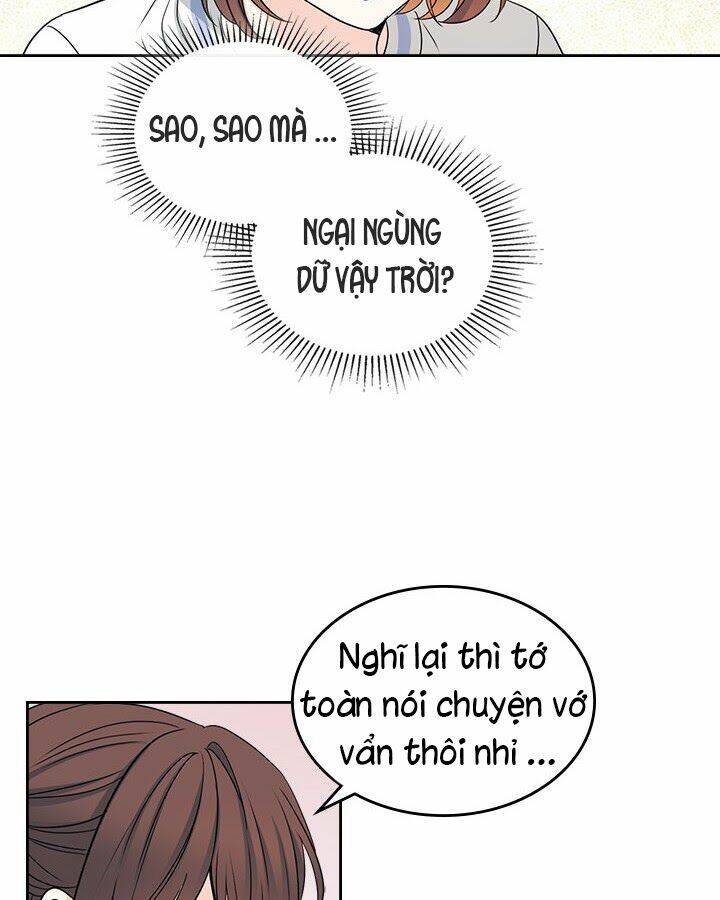 SAO, SAO MÀ ...
NGẠI NGÙNG
DỮ VẬY TRỜI?
Nghĩ lại thì tớ
toàn nói chuyện vớ
vẩn thôi nhỉ ...